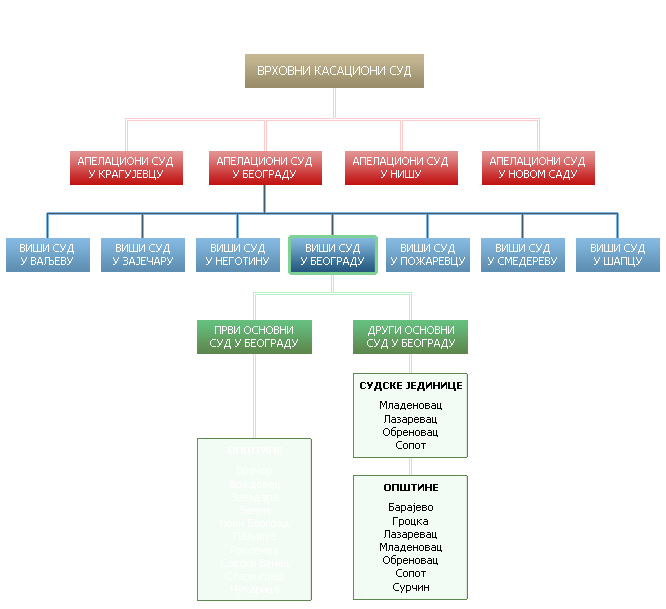 ВРХОВНИ КАСАЦИОНИ СУД
АПЕЛАЦИОНИ СУД
У КРАГУЈЕВЦУ
АПЕЛАЦИОНИ СУД
У БЕОГРАДУ
АПЕЛАЦИОНИ СУД
У НИШУ
АПЕЛАЦИОНИ СУД
У НОВОМ САДУ
ВИШИ СУД
У ВАЉЕВУ
ВИШИ СУД
У ЗАЈЕЧАРУ
ВИШИ СУД
У НЕГОТИНУ
ВИШИ СУД
У БЕОГРАДУ
ВИШИ СУД
У ПОЖАРЕВЦУ
ВИШИ СУД
У СМЕДЕРЕВУ
ВИШИ СУД
У ШАПЦУ
ПРВИ ОСНОВНИ
СУД У БЕОГРАДУ
ДРУГИ ОСНОВНИ
СУД У БЕОГРАДУ
СУДСКЕ ЈЕДИНИЦЕ
Младеновац
Лазаревац
Обреновац
Сопот
ОПШТИНЕ
Нови Београд
ОПШТИНЕ
Барајево
Гроцка
Лазаревац
Младеновац
Обреновац
Сопот
Сурчин